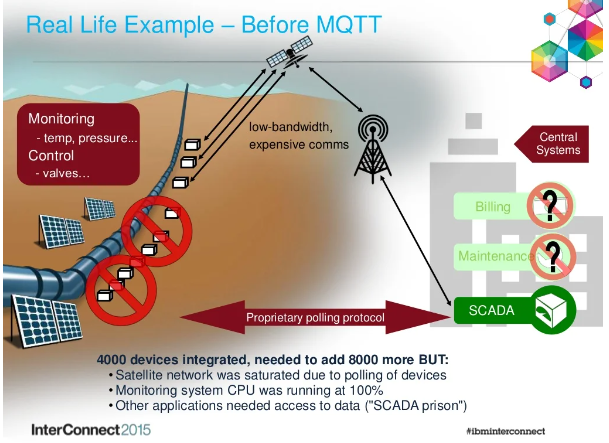 Real Life Example – Before MQTT
Monitoring
- temp, pressure...
Control
- valves…
low-bandwidth,
expensive comms
Central
Systems
Billing
?
Maintenance
?
SCADA
Proprietary polling protocol
4000 devices integrated, needed to add 8000 more BUT:
• Satellite network was saturated due to polling of devices
• Monitoring system CPU was running at 100%
• Other applications needed access to data ("SCADA prison")
InterConnect2015
#ibminterconnect